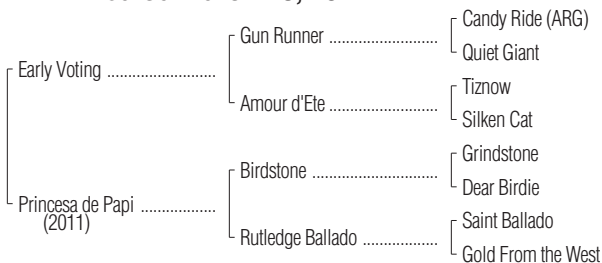 Candy Ride (ARG)
Gun Runner ..........................
Quiet Giant
Early Voting ..........................
Tiznow
Amour d'Ete ..........................
Silken Cat
Grindstone
Birdstone ..............................
Dear Birdie
Princesa de Papi ..................
(2011)
Saint Ballado
Rutledge Ballado ..................
Gold From the West